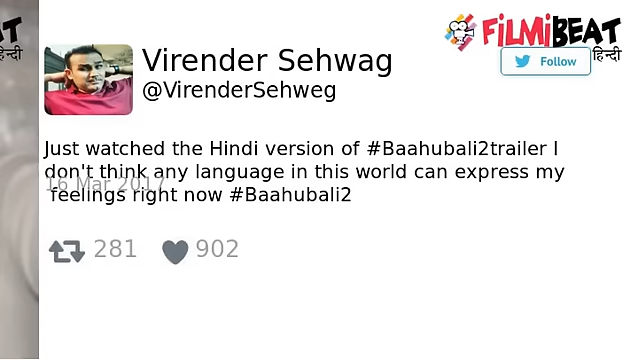 FiLMiBEAT
हिन्दी
Virender Sehwag
@VirenderSehweg
Follow
Just watched the Hindi version of #Baahubali2trailer I
don't think any language in this world can express my
feelings right now #Baahubali2
16 Mar 2017
281
902